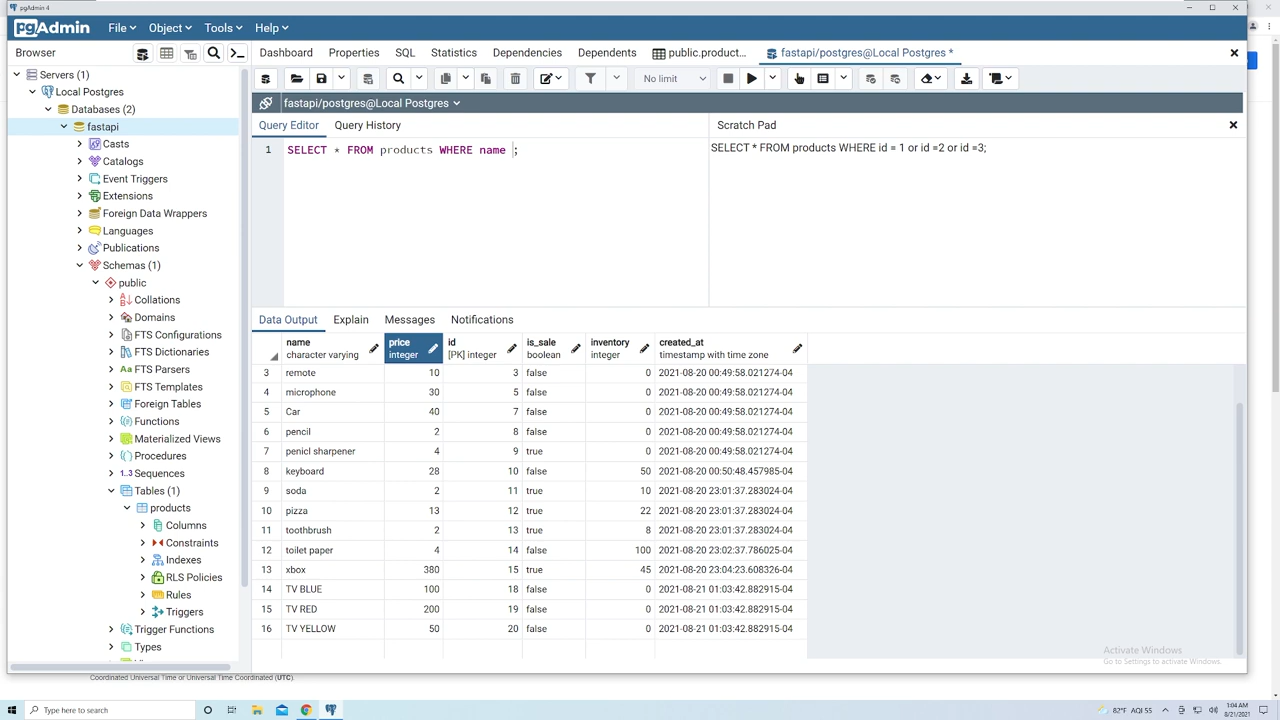 pgAdmin 4
pgAdmin File Object Tools Help
Browser
Dashboard Properties SQL Statistics Dependencies Dependents public.product... fastapi/postgres@Local Postgres *
No limit
fastapi/postgres@Local Postgres
Query Editor Query History
Scratch Pad
1 SELECT * FROM products WHERE name ;
SELECT * FROM products WHERE id = 1 or id =2 or id =3;
Servers (1)
Local Postgres
Databases (2)
fastapi
Casts
Catalogs
Event Triggers
Extensions
Foreign Data Wrappers
Languages
Publications
Schemas (1)
public
Collations
Domains
FTS Configurations
FTS Dictionaries
FTS Parsers
FTS Templates
Foreign Tables
Functions
Materialized Views
Procedures
Sequences
Tables (1)
products
Columns
Constraints
Indexes
RLS Policies
Rules
Triggers
Trigger Functions
Types
Data Output Explain Messages Notifications
name price id is_sale inventory created_at
character varying integer [PK] integer boolean integer timestamp with time zone
3 remote 10 3 false 0 2021-08-20 00:49:58.021274-04
4 microphone 30 5 false 0 2021-08-20 00:49:58.021274-04
5 Car 40 7 false 0 2021-08-20 00:49:58.021274-04
6 pencil 2 8 false 0 2021-08-20 00:49:58.021274-04
7 penicl sharpener 4 9 true 0 2021-08-20 00:49:58.021274-04
8 keyboard 28 10 false 50 2021-08-20 00:50:48.457985-04
9 soda 2 11 true 10 2021-08-20 23:01:37.283024-04
10 pizza 13 12 true 22 2021-08-20 23:01:37.283024-04
11 toothbrush 2 13 true 8 2021-08-20 23:01:37.283024-04
12 toilet paper 4 14 false 100 2021-08-20 23:02:37.786025-04
13 xbox 380 15 true 45 2021-08-20 23:04:23.608326-04
14 TV BLUE 100 18 false 0 2021-08-21 01:03:42.882915-04
15 TV RED 200 19 false 0 2021-08-21 01:03:42.882915-04
16 TV YELLOW 50 20 false 0 2021-08-21 01:03:42.882915-04
Activate Windows
Go to Settings to activate Windows.
Coordinated Universal Time or Universal Time Coordinated (UTC).
Type here to search
82°F AQI 55
1:04 AM
8/21/2021